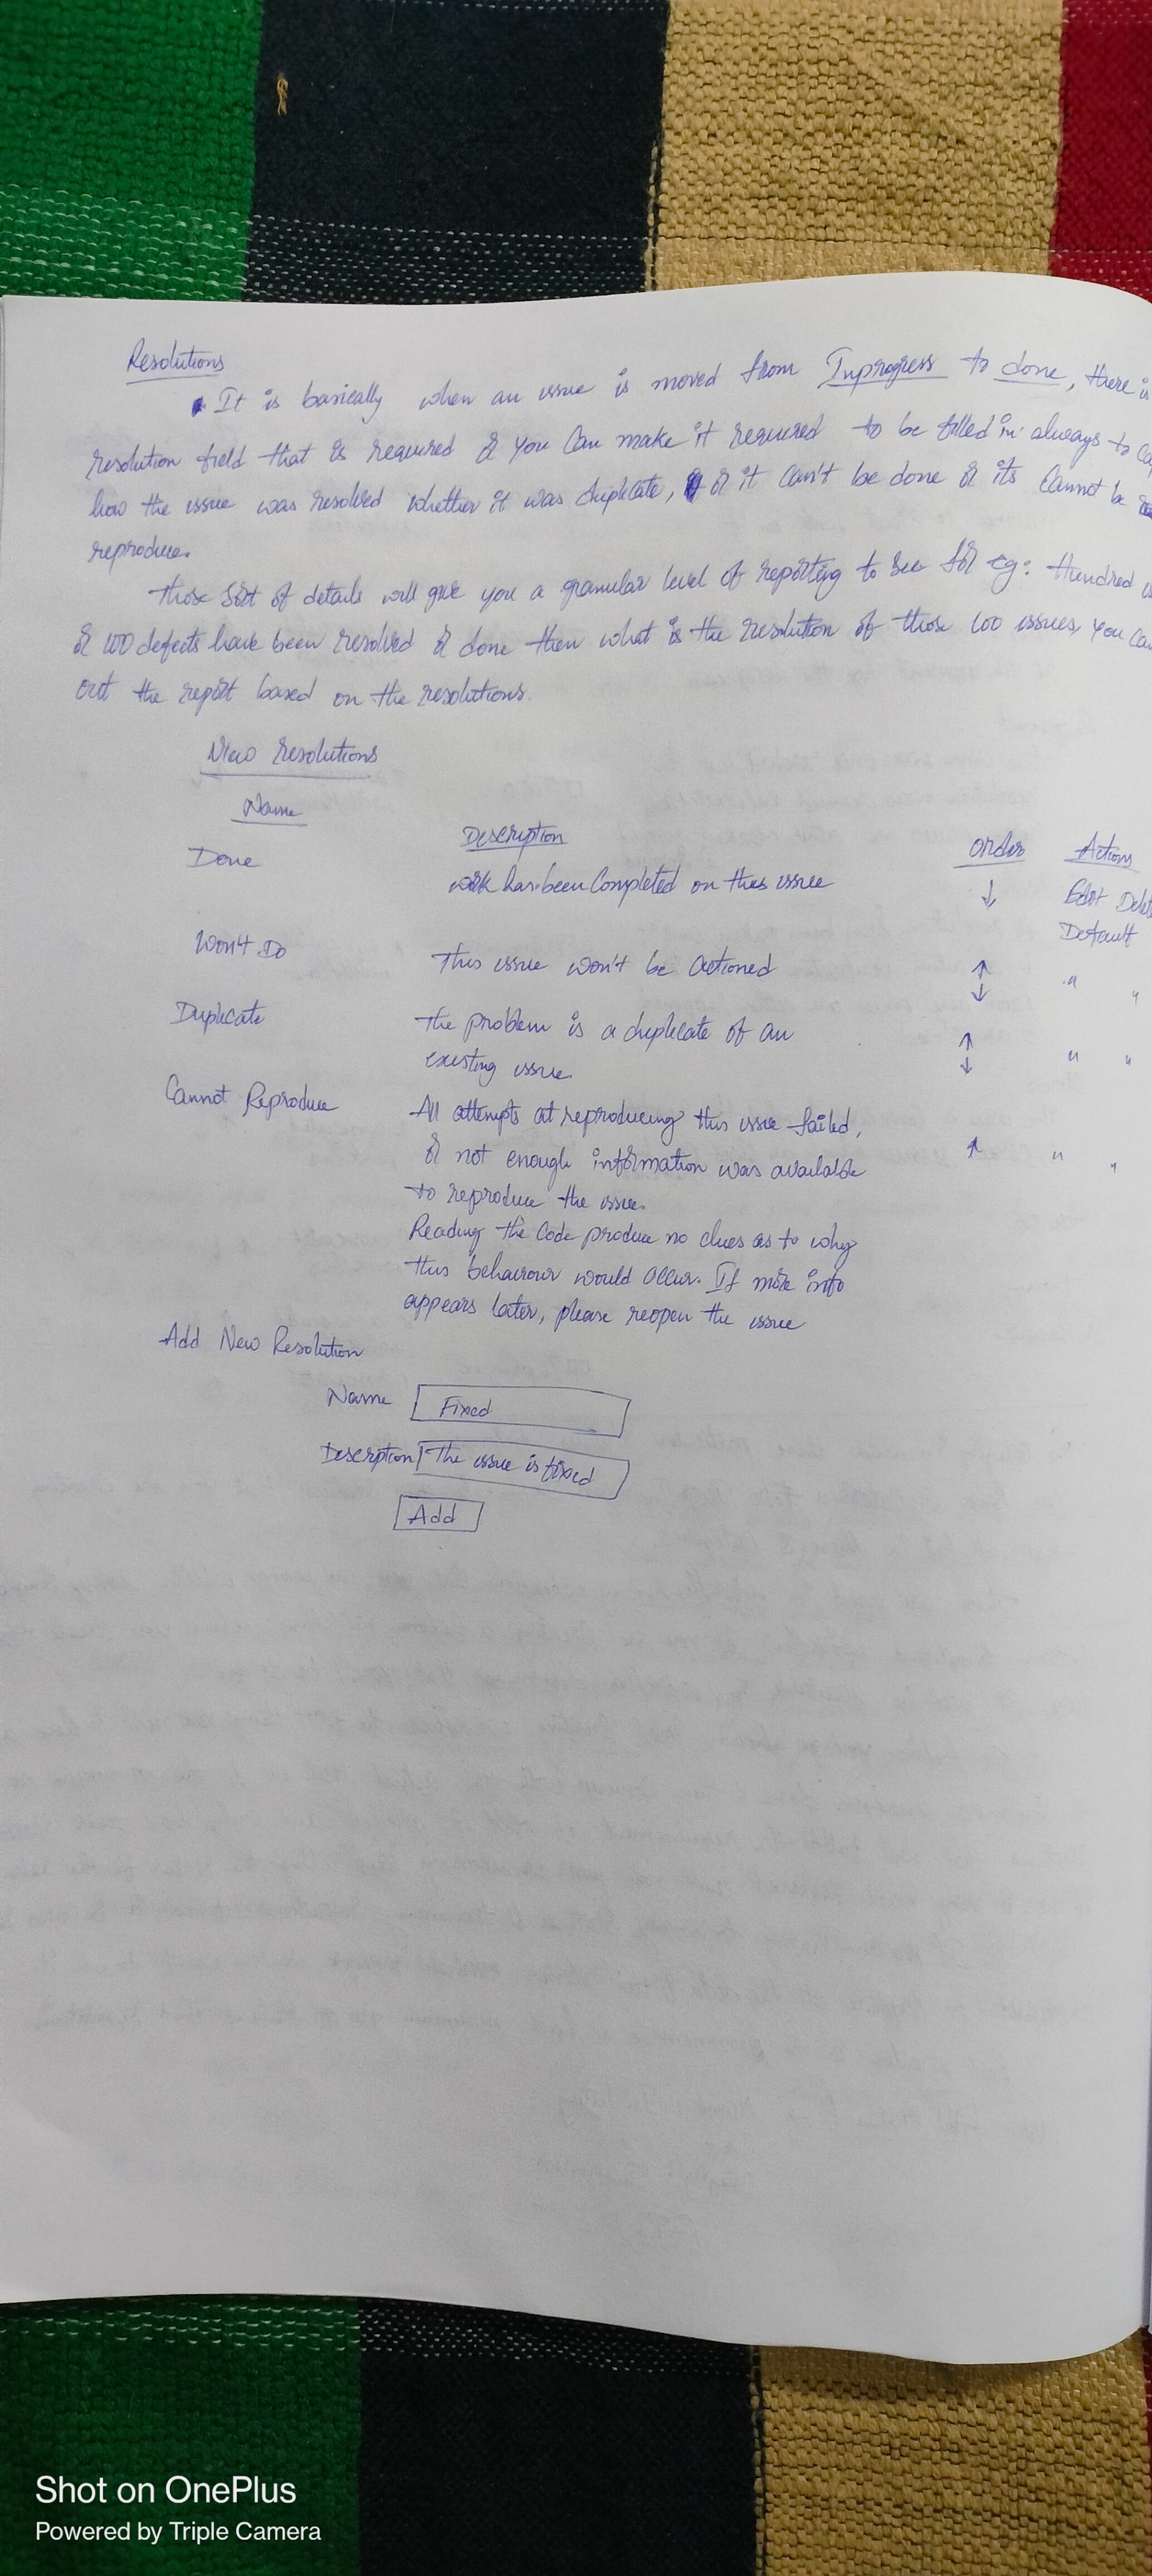 Resolutions
It is basically when an issue is moved from Inprogress to done, there is
resolution field that is required & you can make it required to be filled in always to
how the issue was resolved whether it was duplicate, or it can't be done or its cannot be
reproduce.
Those sort of details will give you a granular level of reporting to see for eg: Hundred
or 100 defects have been resolved or done then what is the resolution of those 100 issues, you
out the report based on the resolutions.
New resolutions
Name Description Order Actions
Done work has been completed on this issue ↓ Edit
Default
Won't Do This issue won't be actioned ↑ " "
↓
Duplicate The problem is a duplicate of an ↑
existing issue. ↓ " "
Cannot Reproduce All attempts at reproducing this issue failed,
or not enough information was available ↑ " "
to reproduce the issue.
Reading the code produce no clues as to why
this behaviour would occur. If more info
appears later, please reopen the issue
Add New Resolution
Name Fixed
Description The issue is fixed
Add
Shot on OnePlus
Powered by Triple Camera